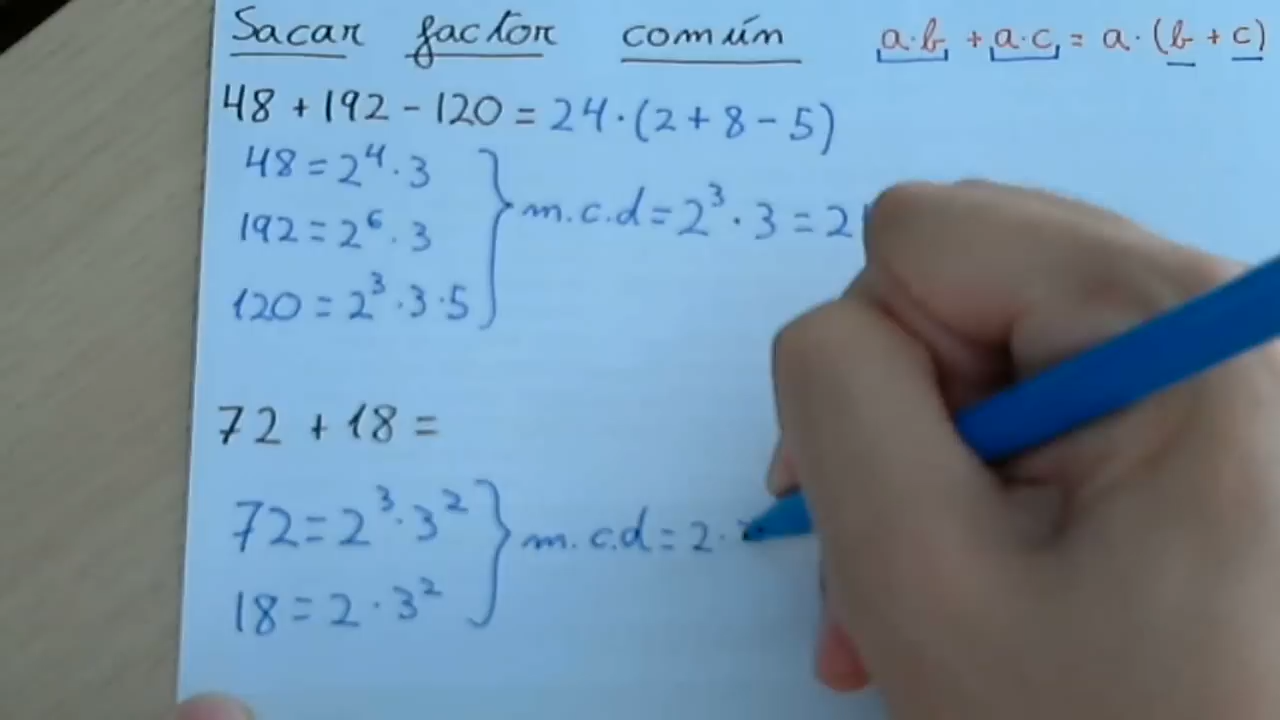 Sacar factor común a·b + a·c = a·(b + c)
48 + 192 - 120 = 24·(2 + 8 - 5)
48 = 2⁴·3
192 = 2⁶·3
120 = 2³·3·5
m.c.d = 2³·3 = 2
72 + 18 =
72 = 2³·3²
18 = 2·3²
m.c.d = 2·